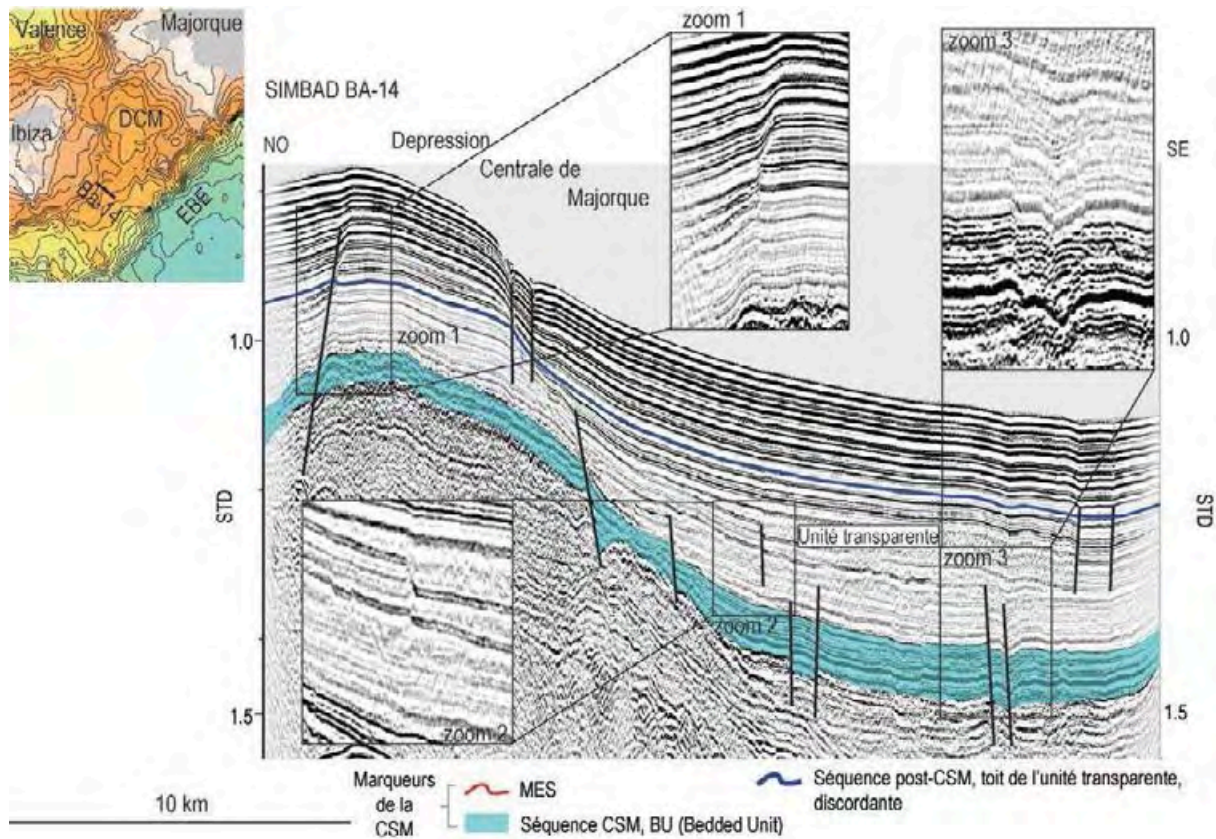 Valence
Majorque
Ibiza
DCM
BA-14
EBE
zoom 1
zoom 3
SIMBAD BA-14
NO
Depression
Centrale de
Majorque
SE
1.0
zoom 1
1.0
STD
STD
Unité transparente
zoom 3
zoom 2
zoom 2
1.5
1.5
10 km
Marqueurs
de la
CSM
MES
Séquence CSM, BU (Bedded Unit)
Séquence post-CSM, toit de l'unité transparente,
discordante